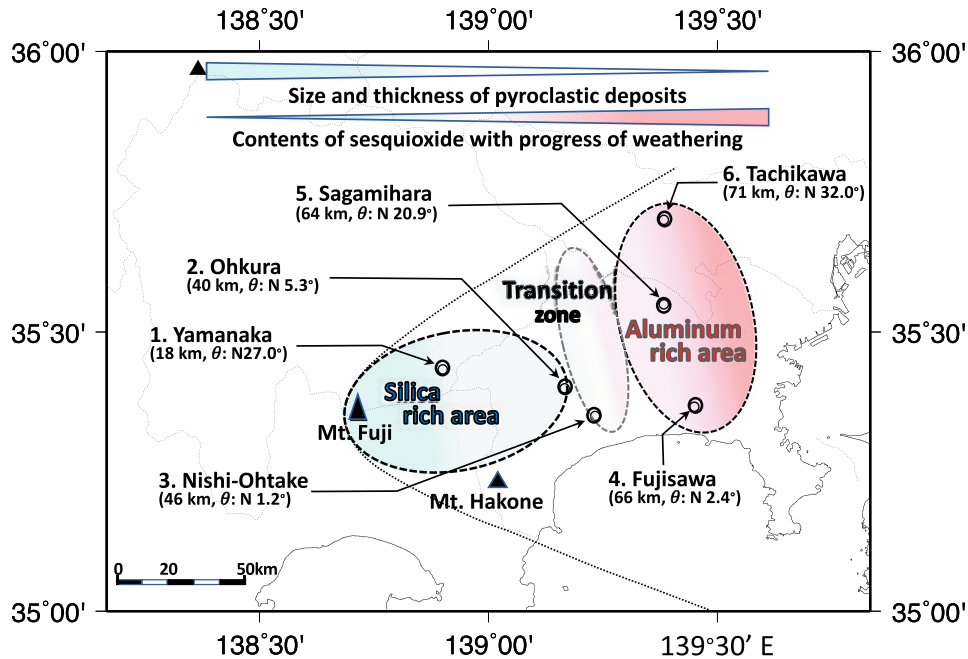 138˚30' 139˚00' 139˚30'
36˚00' 36˚00'
Size and thickness of pyroclastic deposits
Contents of sesquioxide with progress of weathering
6. Tachikawa
(71 km, θ: N 32.0°)
5. Sagamihara
(64 km, θ: N 20.9°)
2. Ohkura
(40 km, θ: N 5.3°)
Transition
zone
1. Yamanaka
(18 km, θ: N27.0°)
35˚30' 35˚30'
Aluminum
rich area
Silica
rich area
Mt. Fuji
3. Nishi-Ohtake
(46 km, θ: N 1.2°)
Mt. Hakone
4. Fujisawa
(66 km, θ: N 2.4°)
0 20 50km
35˚00' 35˚00'
138˚30' 139˚00' 139˚30′ E